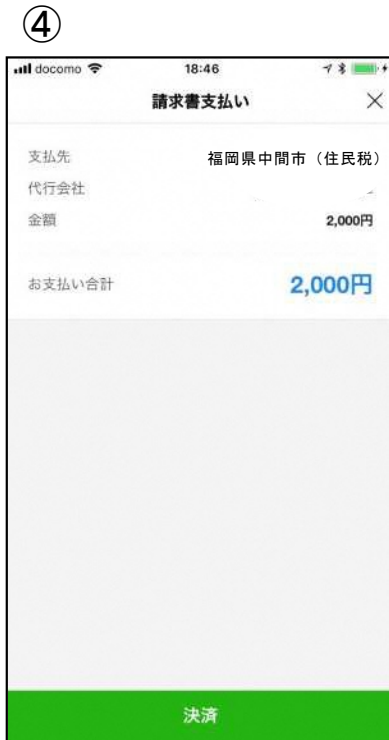 ④
docomo 18:46
請求書支払い ×
支払先 福岡県中間市（住民税）
代行会社
金額 2,000円
お支払い合計 2,000円
決済